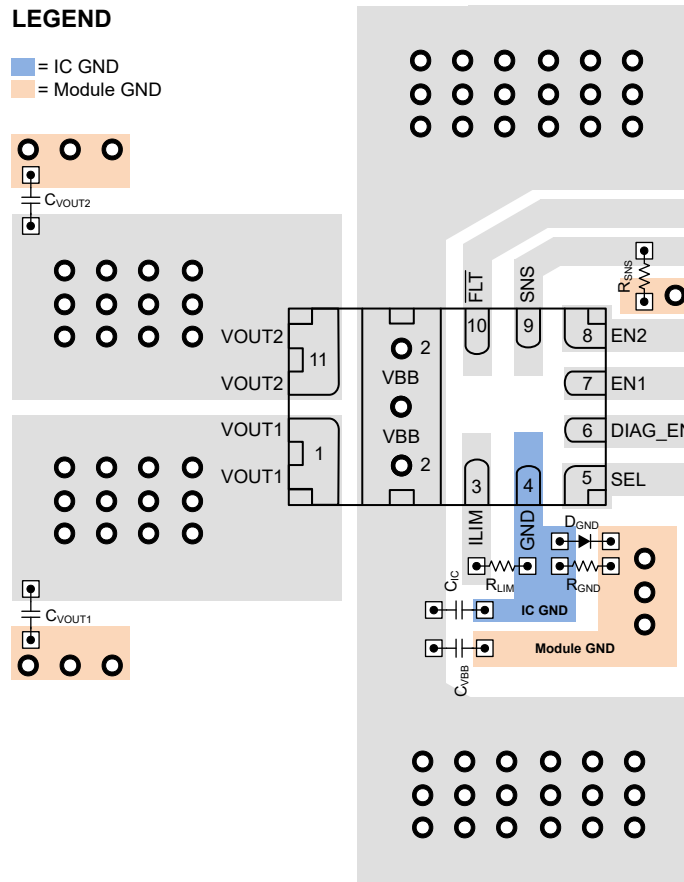 LEGEND
= IC GND
= Module GND
CVOUT2
RSNS
FLT
SNS
10
9
VOUT2
2
8
EN2
11
VBB
VOUT2
7
EN1
VOUT1
VBB
6
DIAG_EN
1
2
VOUT1
3
4
5
SEL
ILIM
GND
DGND
CIC
RLIM
RGND
IC GND
CVOUT1
CVBB
Module GND